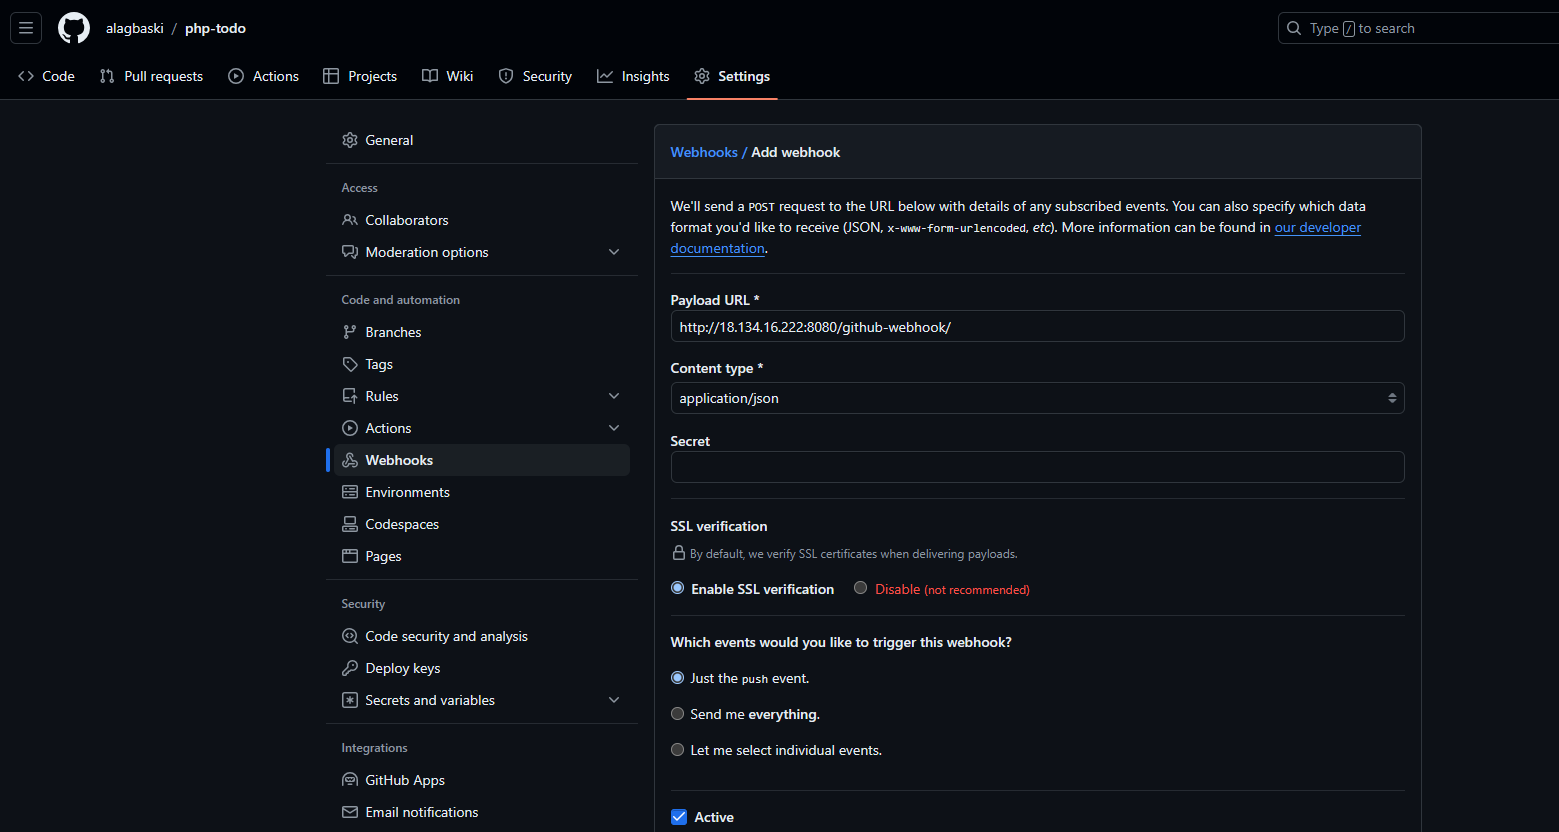 alagbaski / php-todo
Type / to search
Code
Pull requests
Actions
Projects
Wiki
Security
Insights
Settings
General
Access
Collaborators
Moderation options
Code and automation
Branches
Tags
Rules
Actions
Webhooks
Environments
Codespaces
Pages
Security
Code security and analysis
Deploy keys
Secrets and variables
Integrations
GitHub Apps
Email notifications
Webhooks / Add webhook
We'll send a POST request to the URL below with details of any subscribed events. You can also specify which data
format you'd like to receive (JSON, x-www-form-urlencoded, etc). More information can be found in our developer
documentation.
Payload URL *
http://18.134.16.222:8080/github-webhook/
Content type *
application/json
Secret
SSL verification
By default, we verify SSL certificates when delivering payloads.
Enable SSL verification
Disable (not recommended)
Which events would you like to trigger this webhook?
Just the push event.
Send me everything.
Let me select individual events.
Active